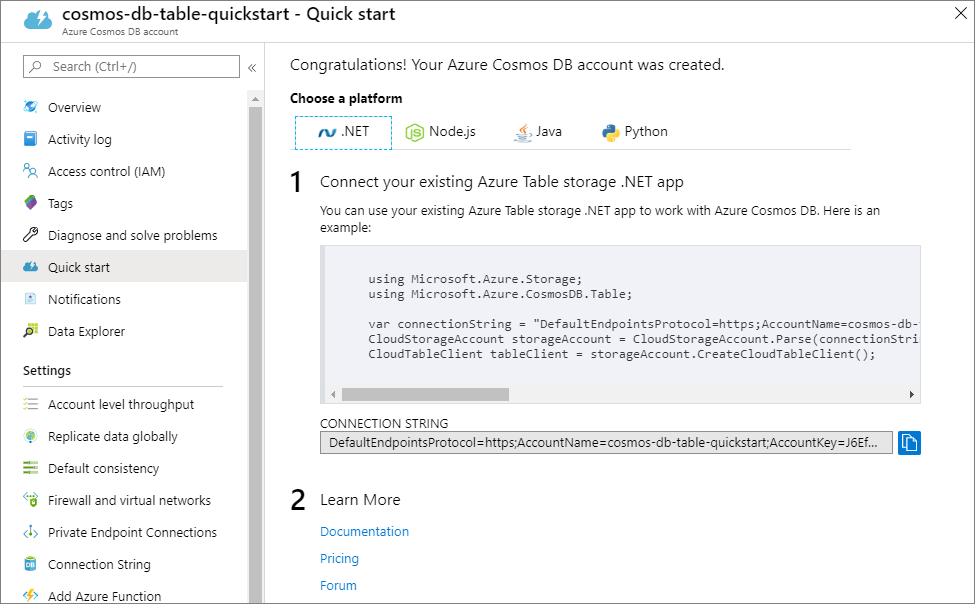 cosmos-db-table-quickstart - Quick start
Azure Cosmos DB account
Search (Ctrl+/)
«
Overview
Activity log
Access control (IAM)
Tags
Diagnose and solve problems
Quick start
Notifications
Data Explorer
Settings
Account level throughput
Replicate data globally
Default consistency
Firewall and virtual networks
Private Endpoint Connections
Connection String
Add Azure Function
Congratulations! Your Azure Cosmos DB account was created.
Choose a platform
.NET
Node.js
Java
Python
1 Connect your existing Azure Table storage .NET app
You can use your existing Azure Table storage .NET app to work with Azure Cosmos DB. Here is an
example:
using Microsoft.Azure.Storage;
using Microsoft.Azure.CosmosDB.Table;
var connectionString = "DefaultEndpointsProtocol=https;AccountName=cosmos-db-
CloudStorageAccount storageAccount = CloudStorageAccount.Parse(connectionStri
CloudTableClient tableClient = storageAccount.CreateCloudTableClient();
CONNECTION STRING
DefaultEndpointsProtocol=https;AccountName=cosmos-db-table-quickstart;AccountKey=J6Ef...
2 Learn More
Documentation
Pricing
Forum